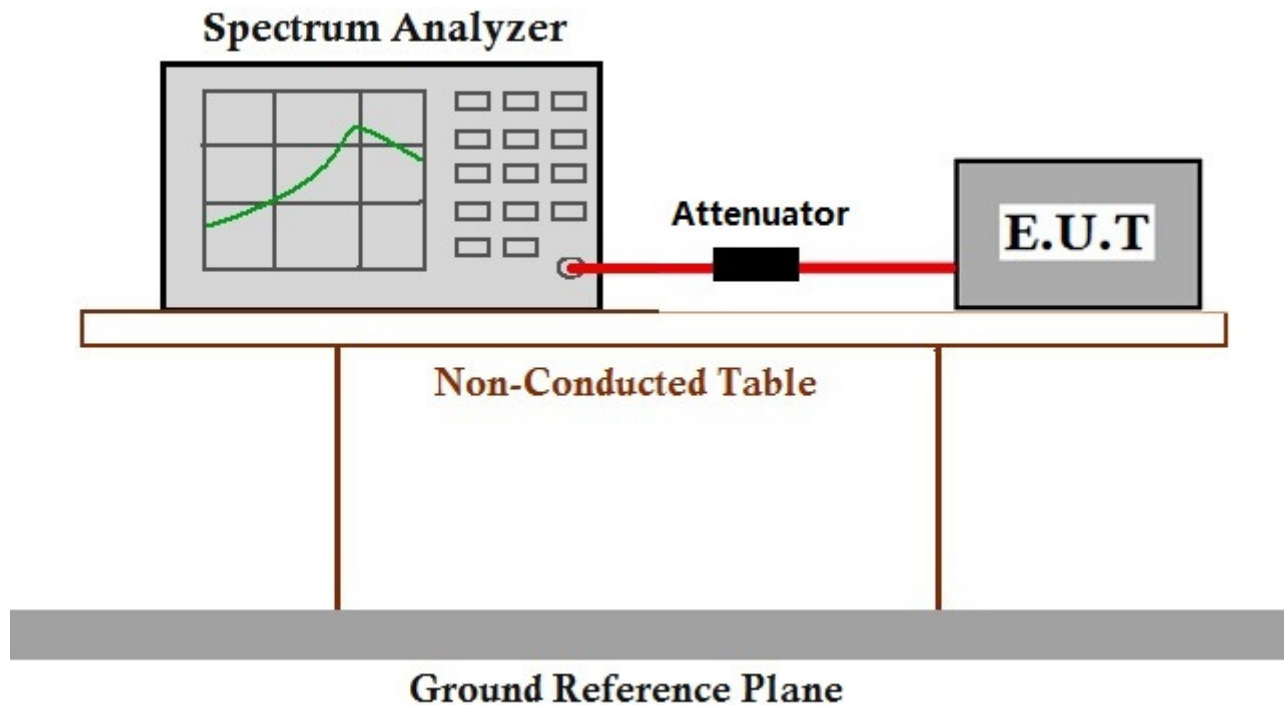 Spectrum Analyzer
Attenuator
E.U.T
Non-Conducted Table
Ground Reference Plane